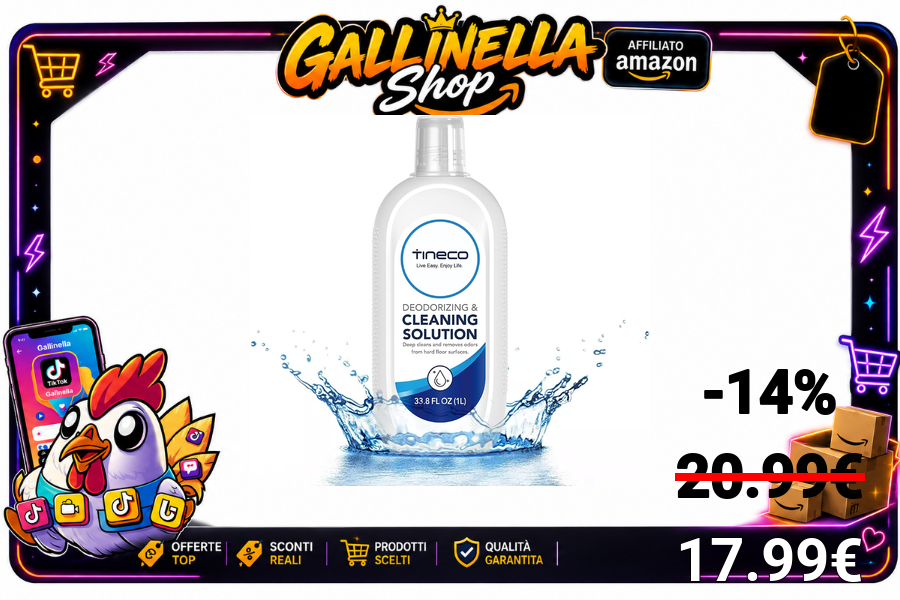 GALLINELLA
Shop
AFFILIATO
amazon
tineco
Live Easy. Enjoy Life.
DEODORIZING &
CLEANING
SOLUTION
Deep cleans and removes odors
from hard floor surfaces.
33.8 FL OZ (1L)
Gallinella
TikTok
Gallinella
-14%
20.99€
17.99€
OFFERTE
TOP
SCONTI
REALI
PRODOTTI
SCELTI
QUALITÀ
GARANTITA